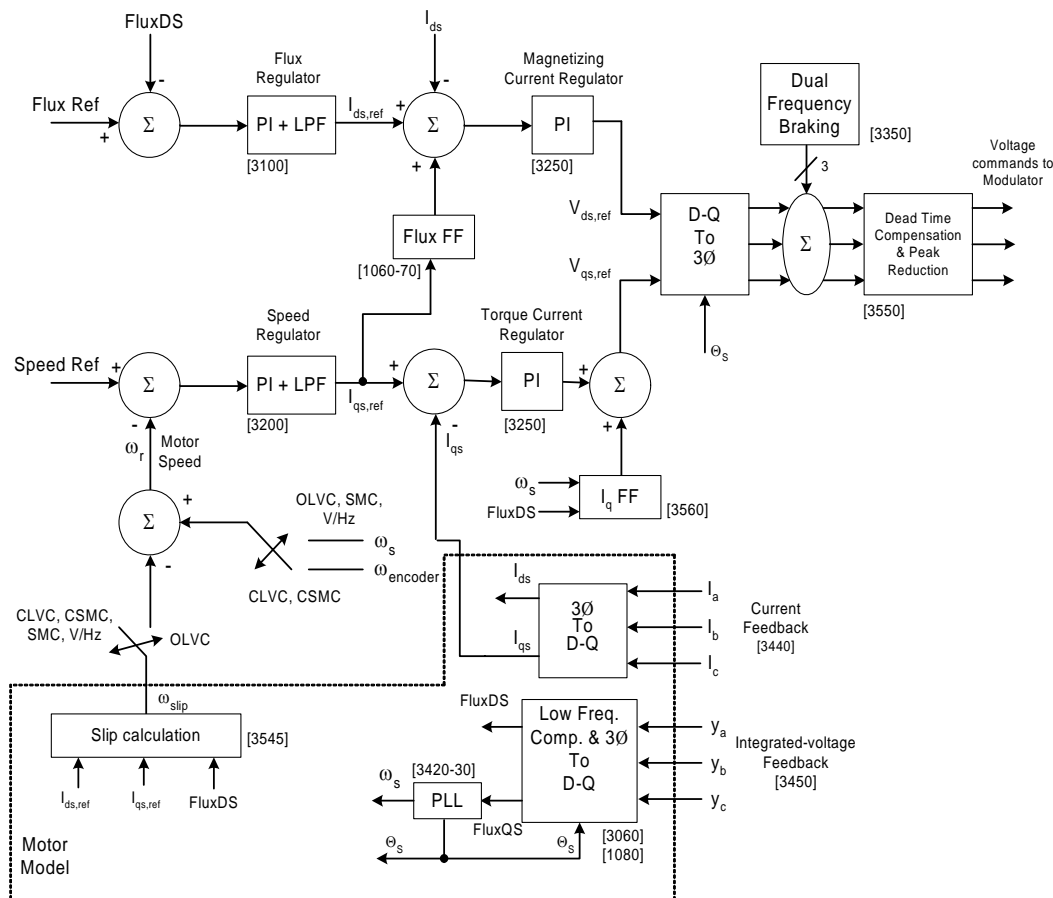 FluxDS
I_ds
Flux
Regulator
Magnetizing
Current Regulator
Dual
Frequency
Braking
[3350]
Flux Ref
-
+
Σ
PI + LPF
[3100]
I_ds,ref
-
+
+
Σ
PI
[3250]
3
Voltage
commands to
Modulator
V_ds,ref
D-Q
To
3Ø
Σ
Dead Time
Compensation
& Peak
Reduction
[3550]
Flux FF
[1060-70]
V_qs,ref
Θ_S
Speed
Regulator
Torque Current
Regulator
Speed Ref
+
-
Σ
PI + LPF
[3200]
I_qs,ref
+
-
Σ
I_qs
PI
[3250]
+
+
Σ
ω_r
Motor
Speed
ω_s
FluxDS
I_q FF
[3560]
Σ
+
-
OLVC, SMC,
V/Hz
ω_s
ω_encoder
CLVC, CSMC
CLVC, CSMC,
SMC, V/Hz
OLVC
I_ds
I_qs
3Ø
To
D-Q
I_a
I_b
I_c
Current
Feedback
[3440]
ω_slip
Slip calculation
[3545]
I_ds,ref
I_qs,ref
FluxDS
FluxDS
Low Freq.
Comp. & 3Ø
To
D-Q
y_a
y_b
y_c
Integrated-voltage
Feedback
[3450]
[3420-30]
ω_s
PLL
FluxQS
Θ_S
Θ_S
[3060]
[1080]
Motor
Model